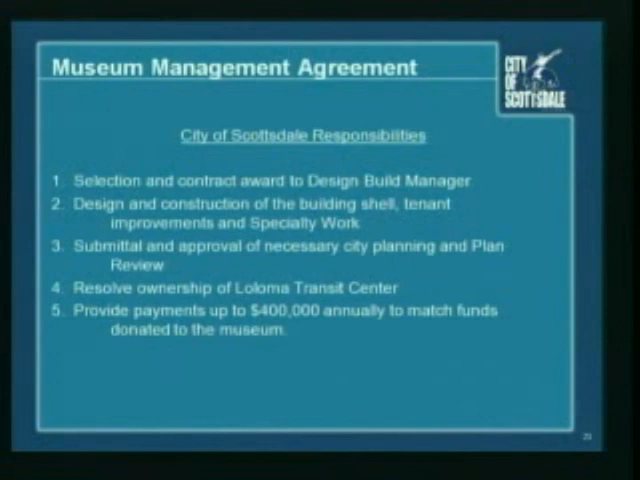 Museum Management Agreement
CITY
OF
SCOTTSDALE
City of Scottsdale Responsibilities
1. Selection and contract award to Design Build Manager
2. Design and construction of the building shell, tenant
improvements and Specialty Work
3. Submittal and approval of necessary city planning and Plan
Review
4. Resolve ownership of Loloma Transit Center
5. Provide payments up to $400,000 annually to match funds
donated to the museum.